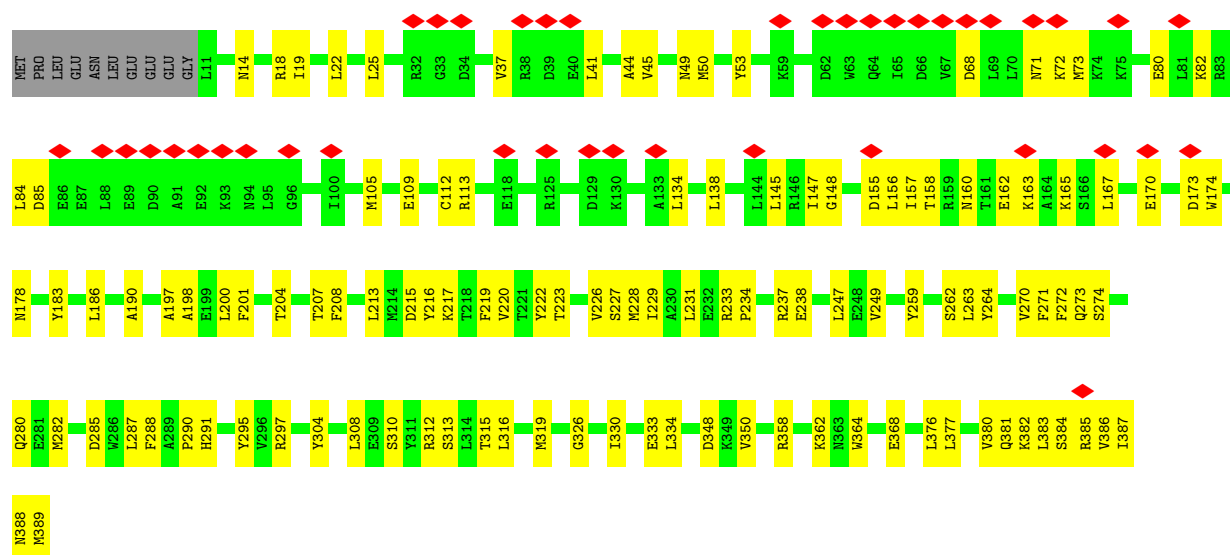 MET PRO LEU GLU ASN LEU GLU GLU GLU GLY L11 N14 R18 I19 L22 L25 R32 G33 D34 V37 R38 D39 E40 L41 A44 V45 N49 M50 Y53 K59 D62 W63 Q64 I65 D66 V67 D68 L69 L70 N71 K72 M73 K74 K75 E80 L81 K82 R83
L84 D85 E86 E87 L88 E89 D90 A91 E92 K93 N94 L95 G96 I100 M105 E109 C112 R113 E118 R125 D129 K130 A133 L134 L138 L144 L145 R146 I147 G148 D155 L156 I157 T158 R159 N160 T161 E162 K163 A164 K165 S166 L167 E170 D173 W174
N178 Y183 L186 A190 A197 A198 E199 L200 F201 T204 T207 F208 L213 M214 D215 Y216 K217 T218 F219 V220 T221 Y222 T223 V226 S227 M228 I229 A230 L231 E232 R233 P234 R237 E238 L247 E248 V249 Y259 S262 L263 Y264 V270 F271 F272 Q273 S274
Q280 E281 M282 D285 W286 L287 F288 A289 P290 H291 Y295 V296 R297 Y304 L308 E309 S310 Y311 R312 S313 L314 T315 L316 M319 G326 I330 E333 L334 D348 K349 V350 R358 K362 N363 W364 E368 L376 L377 V380 Q381 K382 L383 S384 R385 V386 I387
N388 M389